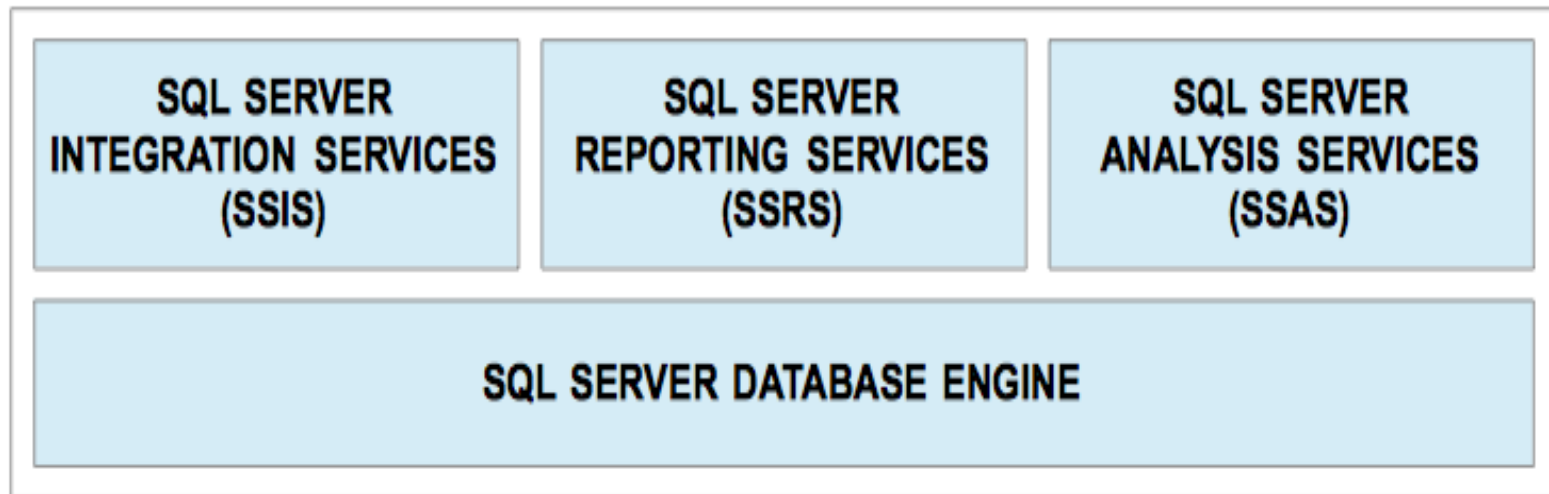 SQL SERVER
INTEGRATION SERVICES
(SSIS)
SQL SERVER
REPORTING SERVICES
(SSRS)
SQL SERVER
ANALYSIS SERVICES
(SSAS)
SQL SERVER DATABASE ENGINE